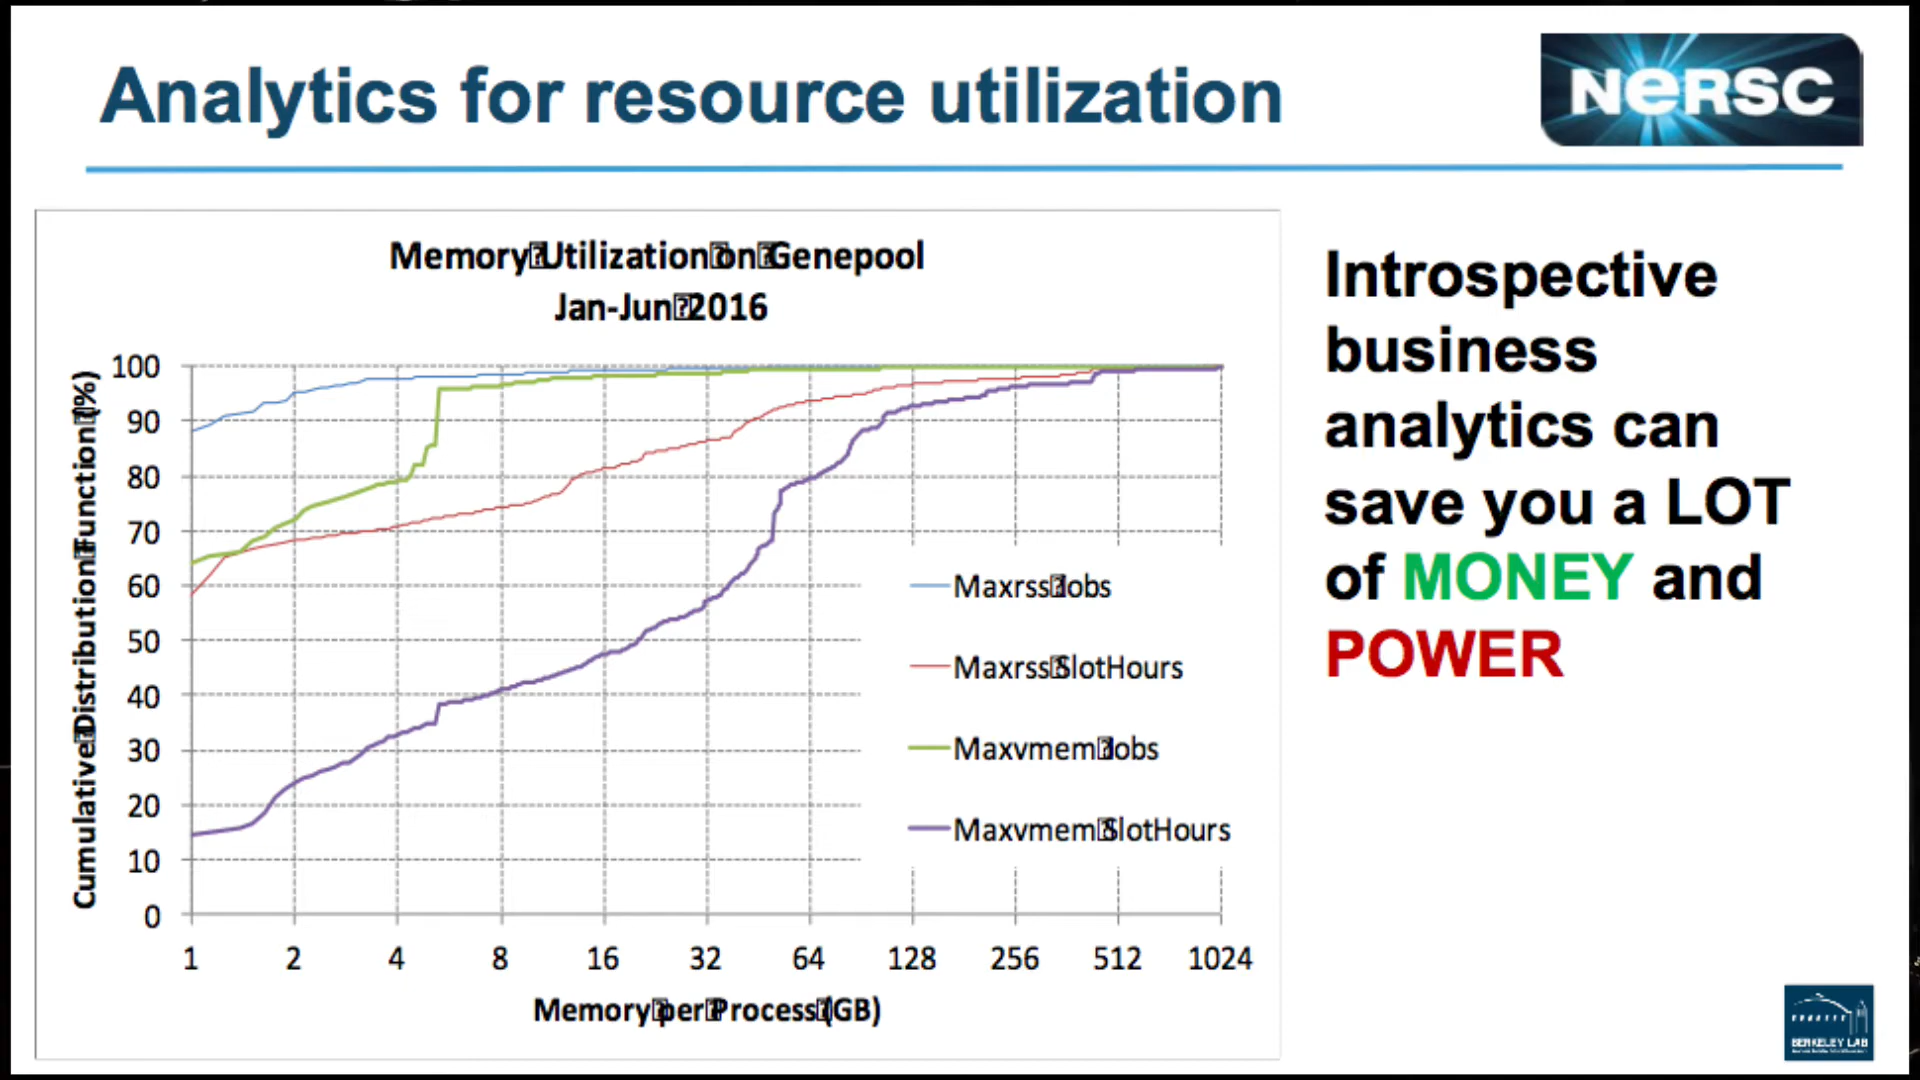 Analytics for resource utilization
NERSC
Memory Utilization on Genepool
Jan-Jun 2016
Cumulative Distribution Function (%)
100
90
80
70
60
50
40
30
20
10
0
1 2 4 8 16 32 64 128 256 512 1024
Memory per Process (GB)
Maxrss Jobs
Maxrss SlotHours
Maxvmem Jobs
Maxvmem SlotHours
Introspective
business
analytics can
save you a LOT
of MONEY and
POWER
BERKELEY LAB